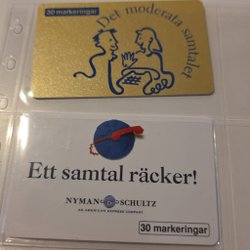 30 markeringar
Det moderata samtalet
Ett samtal räcker!
NYMAN SCHULTZ
AN AMERICAN EXPRESS COMPANY
30 markeringar